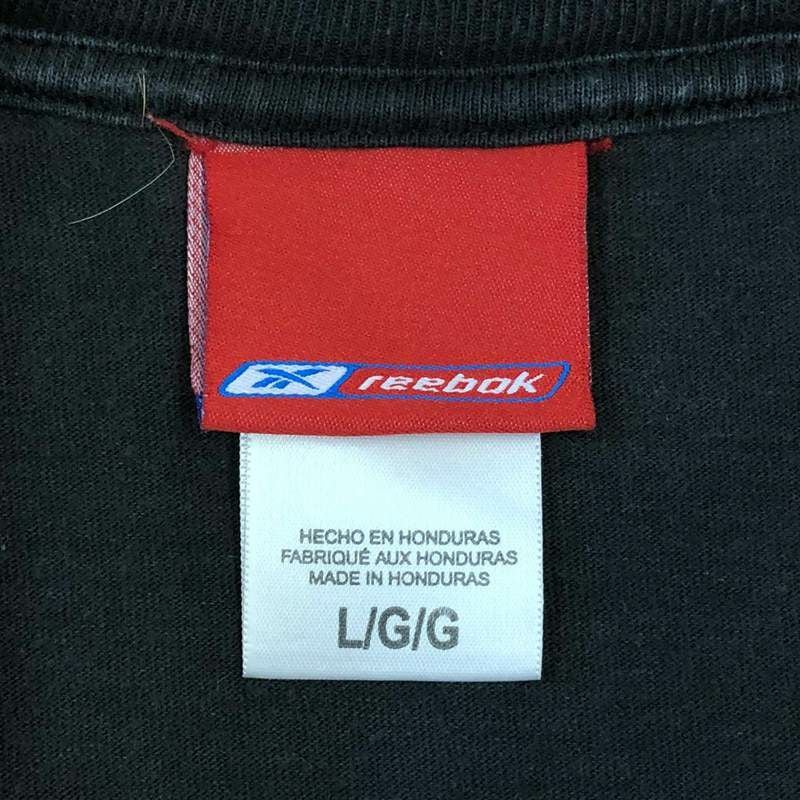 reebok
HECHO EN HONDURAS
FABRIQUÉ AUX HONDURAS
MADE IN HONDURAS
L/G/G